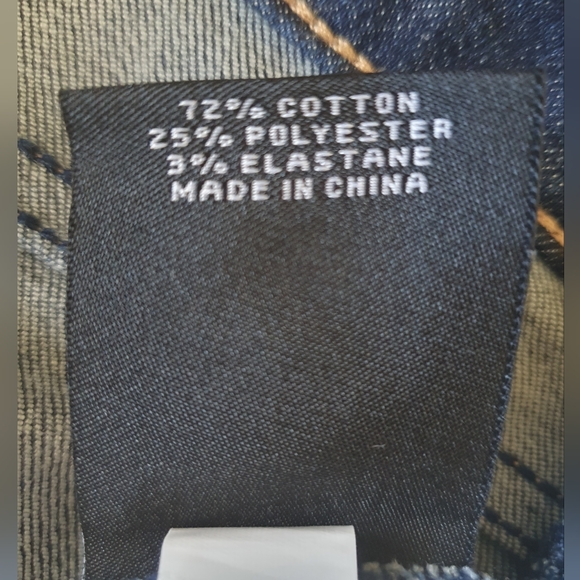 72% COTTON
25% POLYESTER
3% ELASTANE
MADE IN CHINA